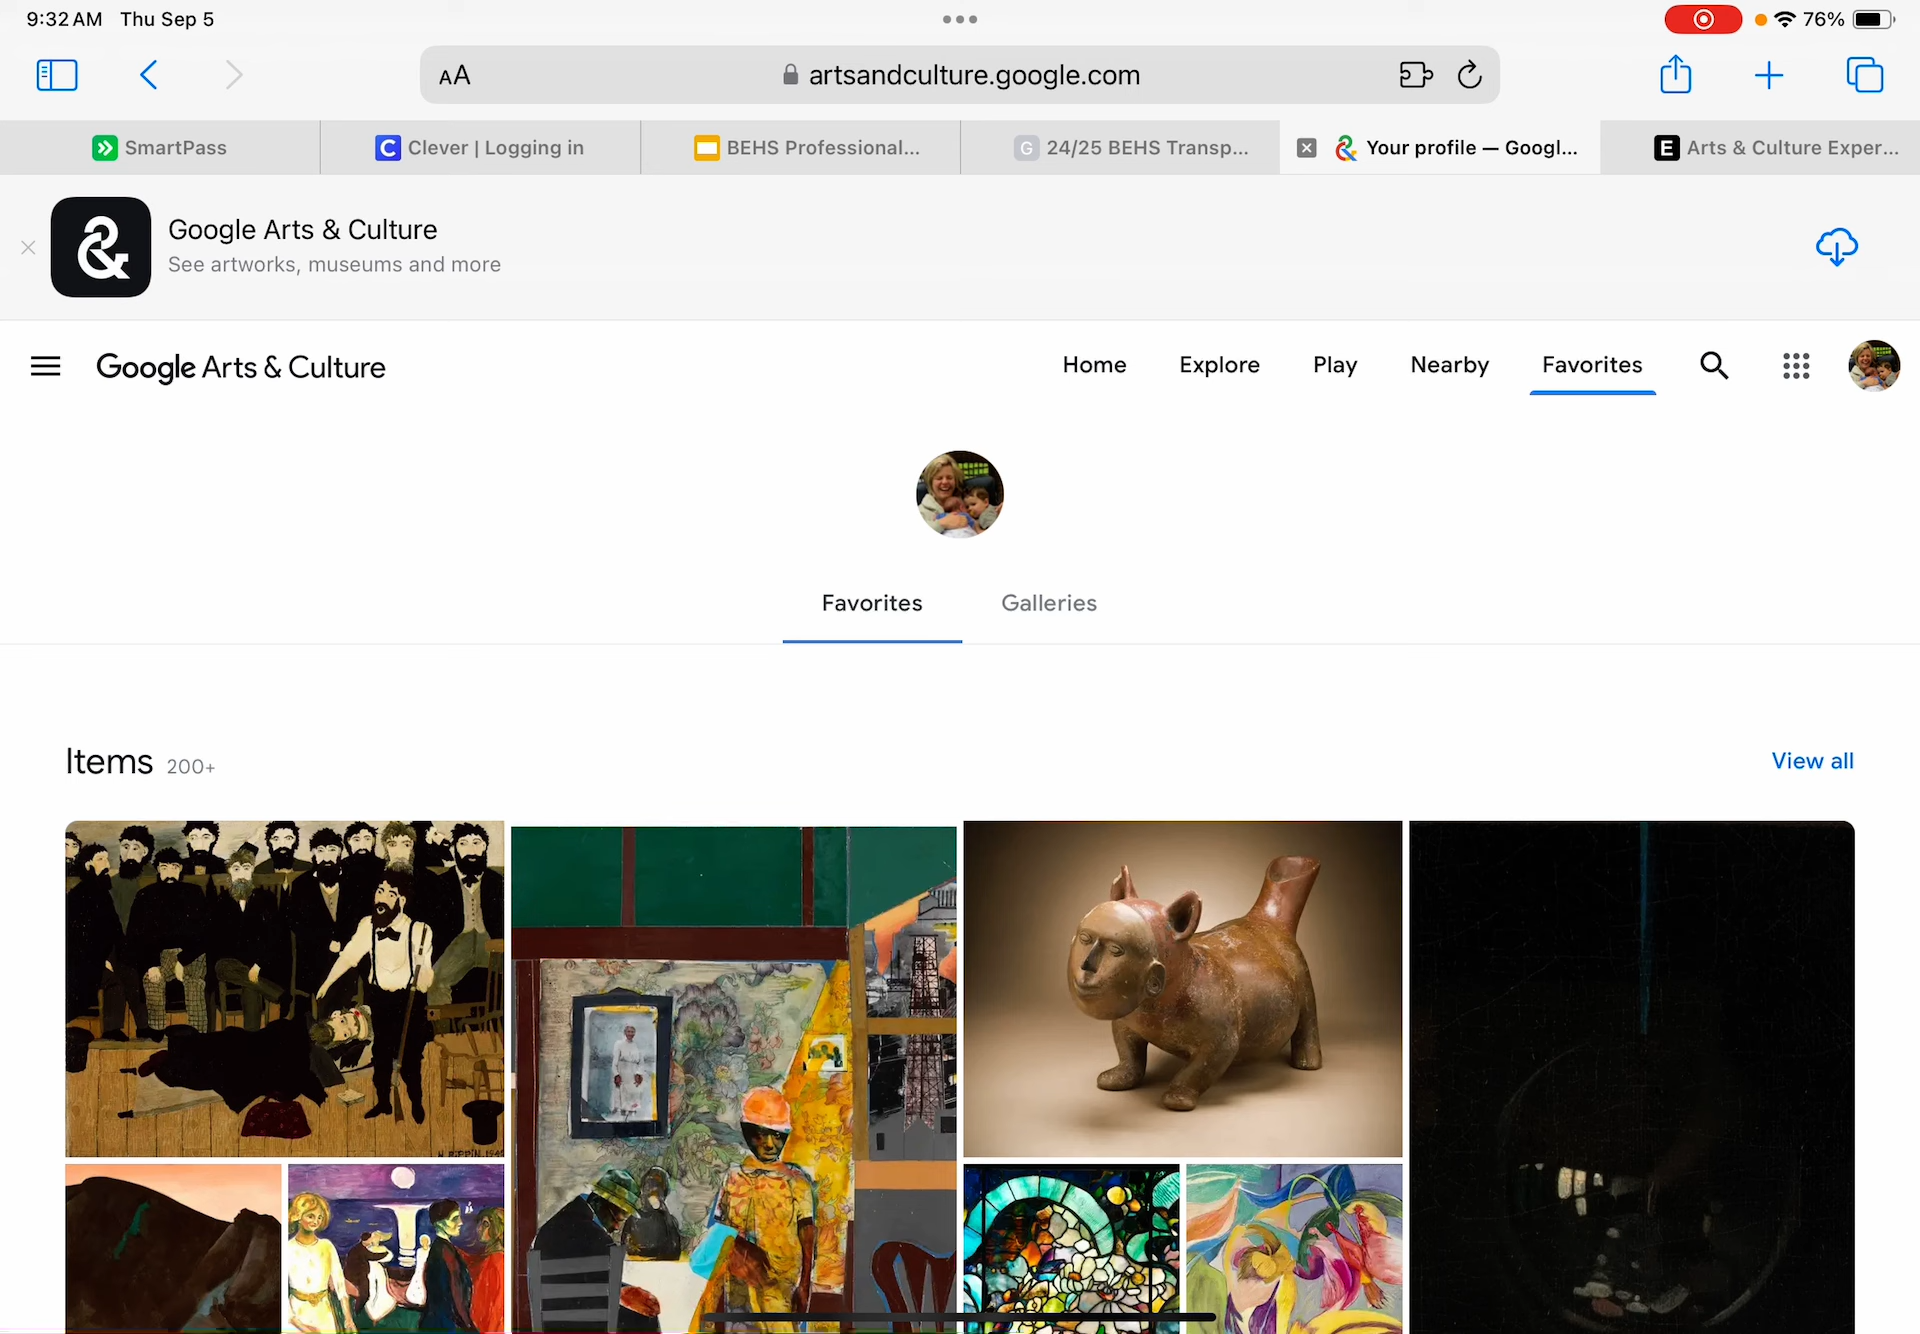 9:32 AM Thu Sep 5
76%
AA
artsandculture.google.com
SmartPass
Clever | Logging in
BEHS Professional...
24/25 BEHS Transp...
Your profile — Googl...
Arts & Culture Exper...
Google Arts & Culture
See artworks, museums and more
Google Arts & Culture
Home
Explore
Play
Nearby
Favorites
Favorites
Galleries
Items 200+
View all